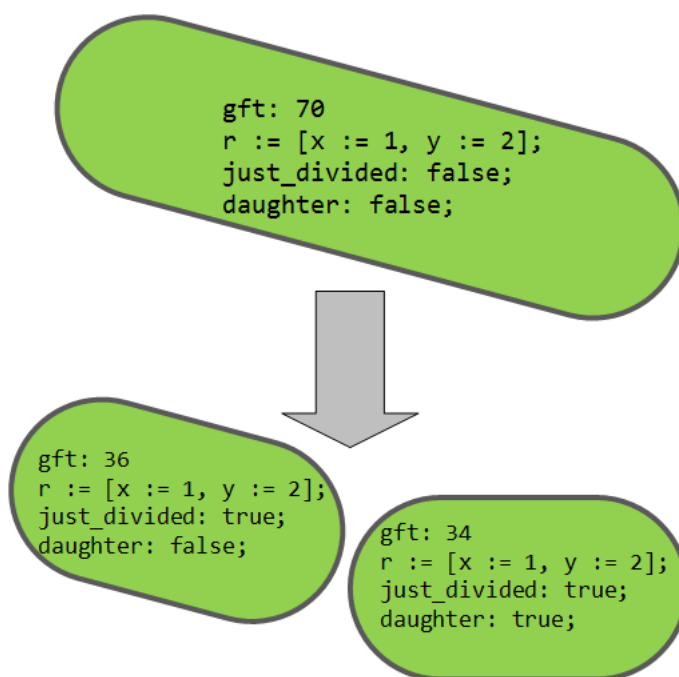 gft: 70
r := [x := 1, y := 2];
just_divided: false;
daughter: false;
gft: 36
r := [x := 1, y := 2];
just_divided: true;
daughter: false;
gft: 34
r := [x := 1, y := 2];
just_divided: true;
daughter: true;